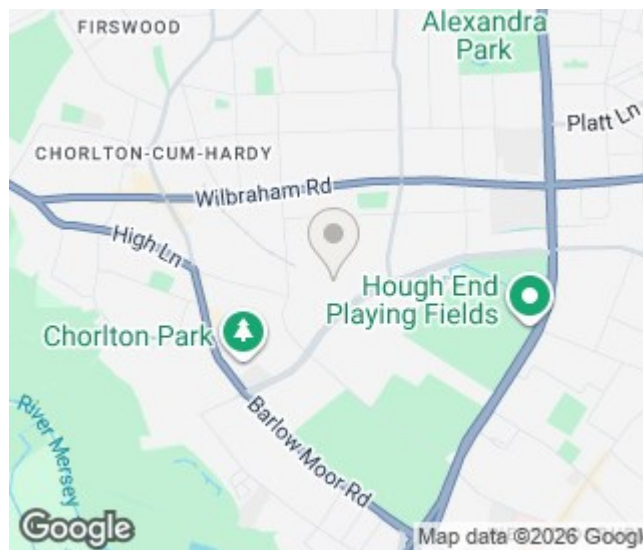 FIRSWOOD
Alexandra
Park
Platt Ln
CHORLTON-CUM-HARDY
Wilbraham Rd
High Ln
Hough End
Playing Fields
Chorlton Park
Barlow Moor Rd
River Mersey
Google
Map data ©2026 Googl